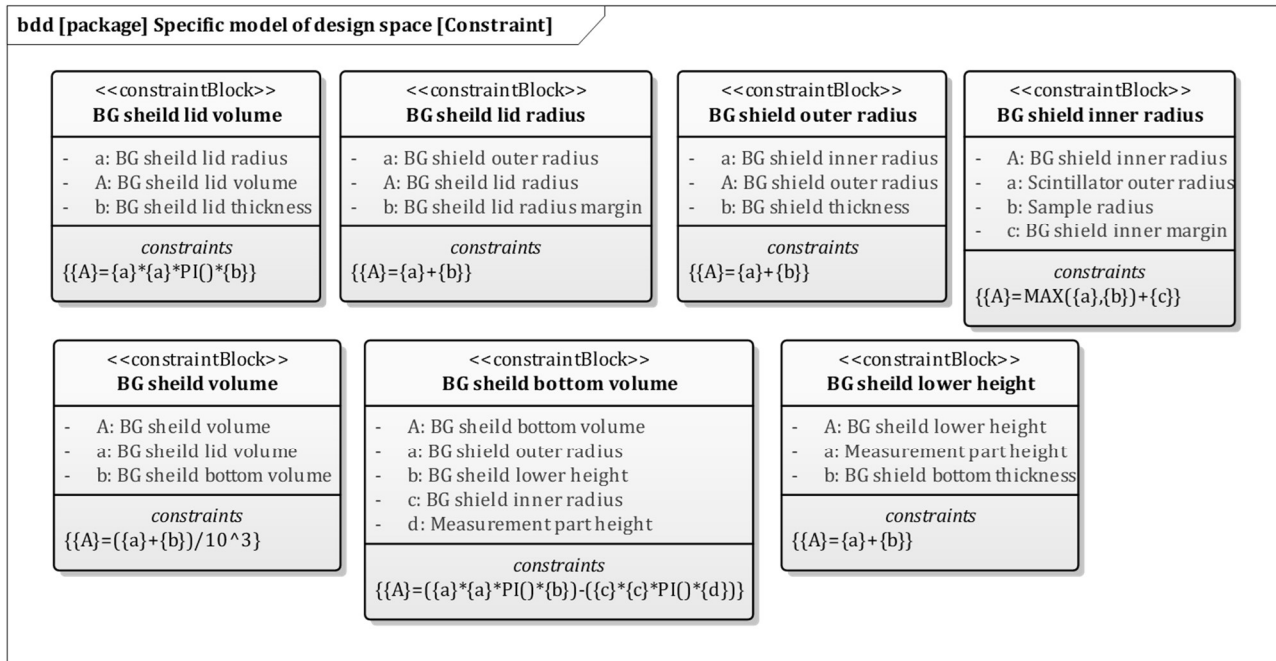 bdd [package] Specific model of design space [Constraint]
<<constraintBlock>>
BG sheild lid volume
- a: BG sheild lid radius
- A: BG sheild lid volume
- b: BG sheild lid thickness
constraints
{{A}={a}*{a}*PI()*{b}}
<<constraintBlock>>
BG sheild lid radius
- a: BG shield outer radius
- A: BG sheild lid radius
- b: BG sheild lid radius margin
constraints
{{A}={a}+{b}}
<<constraintBlock>>
BG shield outer radius
- a: BG shield inner radius
- A: BG shield outer radius
- b: BG shield thickness
constraints
{{A}={a}+{b}}
<<constraintBlock>>
BG shield inner radius
- A: BG shield inner radius
- a: Scintillator outer radius
- b: Sample radius
- c: BG shield inner margin
constraints
{{A}=MAX({a},{b})+{c}}
<<constraintBlock>>
BG sheild volume
- A: BG sheild volume
- a: BG sheild lid volume
- b: BG sheild bottom volume
constraints
{{A}=({a}+{b})/10^3}
<<constraintBlock>>
BG sheild bottom volume
- A: BG sheild bottom volume
- a: BG shield outer radius
- b: BG sheild lower height
- c: BG shield inner radius
- d: Measurement part height
constraints
{{A}=({a}*{a}*PI()*{b})-({c}*{c}*PI()*{d})}
<<constraintBlock>>
BG sheild lower height
- A: BG sheild lower height
- a: Measurement part height
- b: BG shield bottom thickness
constraints
{{A}={a}+{b}}